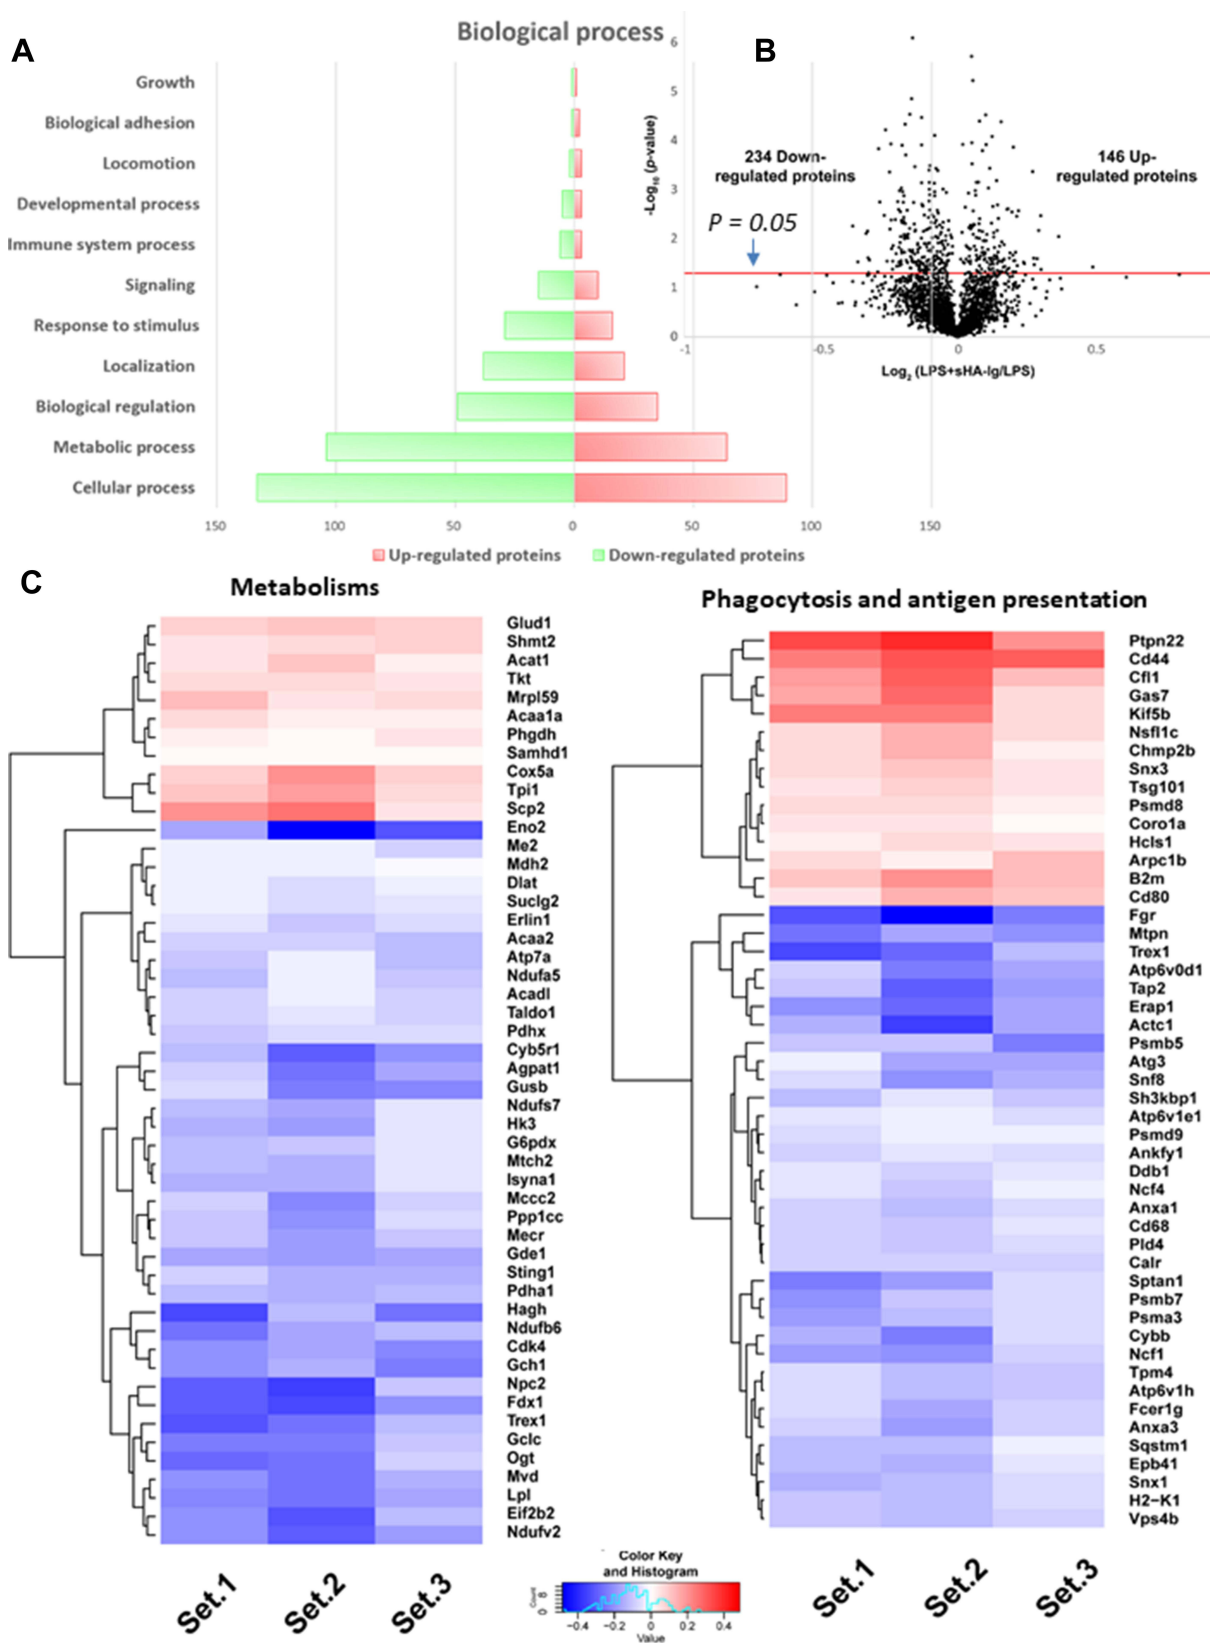 A
Biological process
Growth
Biological adhesion
Locomotion
Developmental process
Immune system process
Signaling
Response to stimulus
Localization
Biological regulation
Metabolic process
Cellular process
150
100
50
0
50
100
150
Up-regulated proteins
Down-regulated proteins
B
6
5
4
3
2
1
0
-Log₁₀ (p-value)
234 Down-
regulated proteins
146 Up-
regulated proteins
P = 0.05
-1
-0.5
0
0.5
Log₂ (LPS+sHA-Ig/LPS)
C
Metabolisms
Glud1
Shmt2
Acat1
Tkt
Mrpl59
Acaa1a
Phgdh
Samhd1
Cox5a
Tpi1
Scp2
Eno2
Me2
Mdh2
Dlat
Suclg2
Erlin1
Acaa2
Atp7a
Ndufa5
Acadl
Taldo1
Pdhx
Cyb5r1
Agpat1
Gusb
Ndufs7
Hk3
G6pdx
Mtch2
Isyna1
Mccc2
Ppp1cc
Mecr
Gde1
Sting1
Pdha1
Hagh
Ndufb6
Cdk4
Gch1
Npc2
Fdx1
Trex1
Gclc
Ogt
Mvd
Lpl
Eif2b2
Ndufv2
Set.1
Set.2
Set.3
Phagocytosis and antigen presentation
Ptpn22
Cd44
Cfl1
Gas7
Kif5b
Nsfl1c
Chmp2b
Snx3
Tsg101
Psmd8
Coro1a
Hcls1
Arpc1b
B2m
Cd80
Fgr
Mtpn
Trex1
Atp6v0d1
Tap2
Erap1
Actc1
Psmb5
Atg3
Snf8
Sh3kbp1
Atp6v1e1
Psmd9
Ankfy1
Ddb1
Ncf4
Anxa1
Cd68
Pld4
Calr
Sptan1
Psmb7
Psma3
Cybb
Ncf1
Tpm4
Atp6v1h
Fcer1g
Anxa3
Sqstm1
Epb41
Snx1
H2−K1
Vps4b
Set.1
Set.2
Set.3
Color Key
and Histogram
Count
0
−0.4
−0.2
0
0.2
0.4
Value